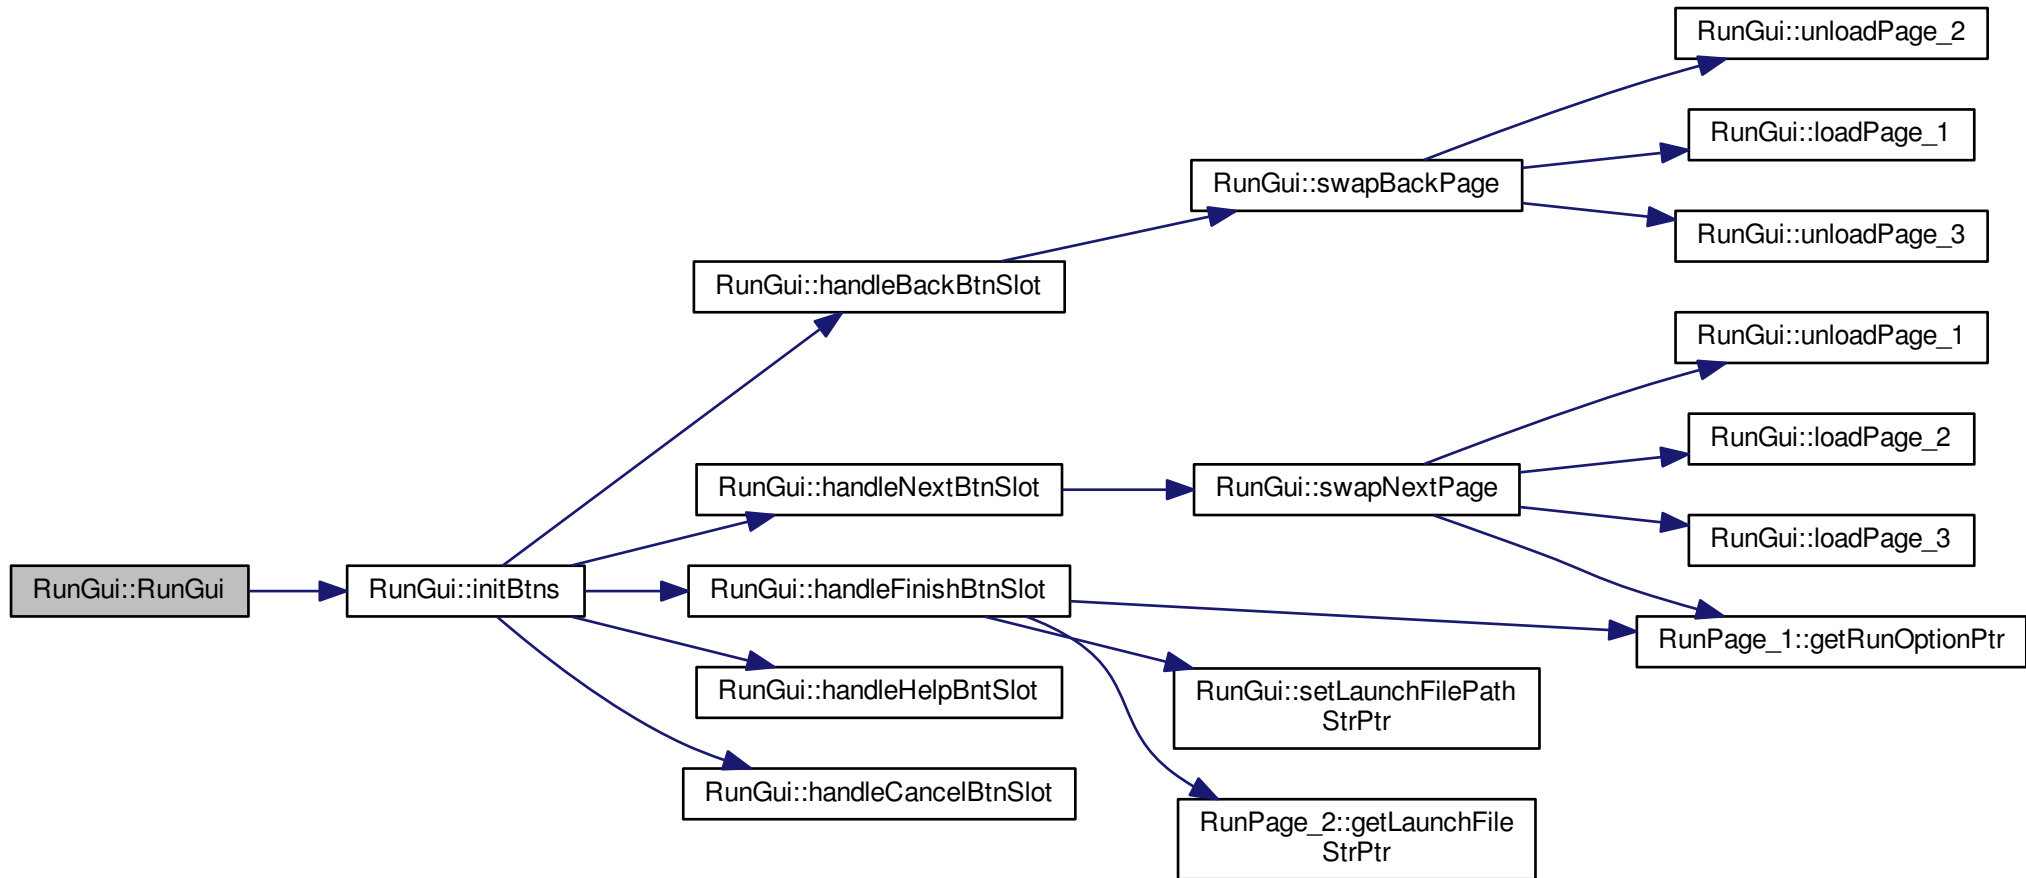 RunGui::unloadPage_2
RunGui::loadPage_1
RunGui::swapBackPage
RunGui::unloadPage_3
RunGui::handleBackBtnSlot
RunGui::unloadPage_1
RunGui::loadPage_2
RunGui::handleNextBtnSlot
RunGui::swapNextPage
RunGui::loadPage_3
RunGui::RunGui
RunGui::initBtns
RunGui::handleFinishBtnSlot
RunPage_1::getRunOptionPtr
RunGui::handleHelpBntSlot
RunGui::setLaunchFilePath
StrPtr
RunGui::handleCancelBtnSlot
RunPage_2::getLaunchFile
StrPtr